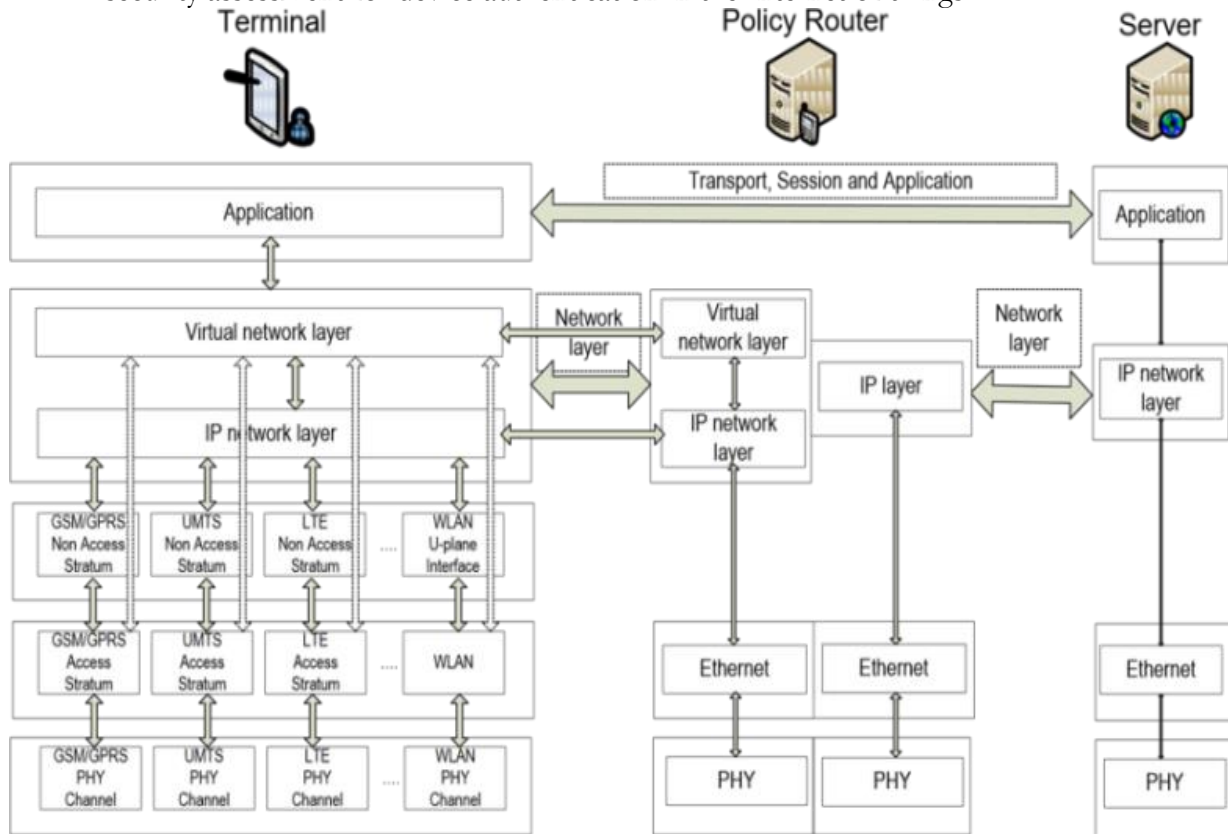 Terminal
Policy Router
Server
Transport, Session and Application
Application
Application
Virtual network layer
Network
layer
Virtual
network layer
Network
layer
IP layer
IP network
layer
IP network layer
IP network
layer
GSM/GPRS
Non Access
Stratum
UMTS
Non Access
Stratum
LTE
Non Access
Stratum
....
WLAN
U-plane
Interface
GSM/GPRS
Access
Stratum
UMTS
Access
Stratum
LTE
Access
Stratum
....
WLAN
Ethernet
Ethernet
Ethernet
GSM/GPRS
PHY
Channel
UMTS
PHY
Channel
LTE
PHY
Channel
....
WLAN
PHY
Channel
PHY
PHY
PHY